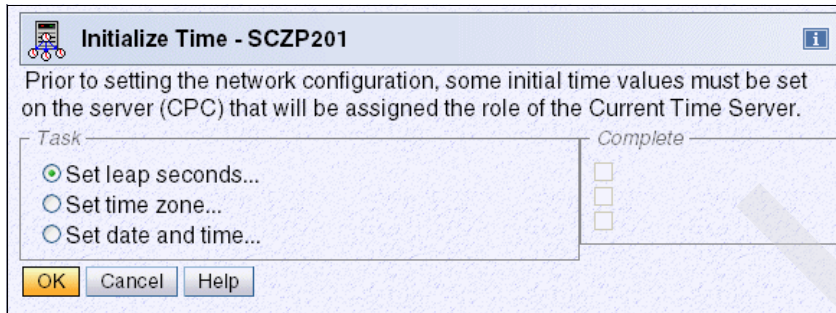 Initialize Time - SCZP201
i
Prior to setting the network configuration, some initial time values must be set
on the server (CPC) that will be assigned the role of the Current Time Server.
Task
Complete
Set leap seconds...
Set time zone...
Set date and time...
OK Cancel Help